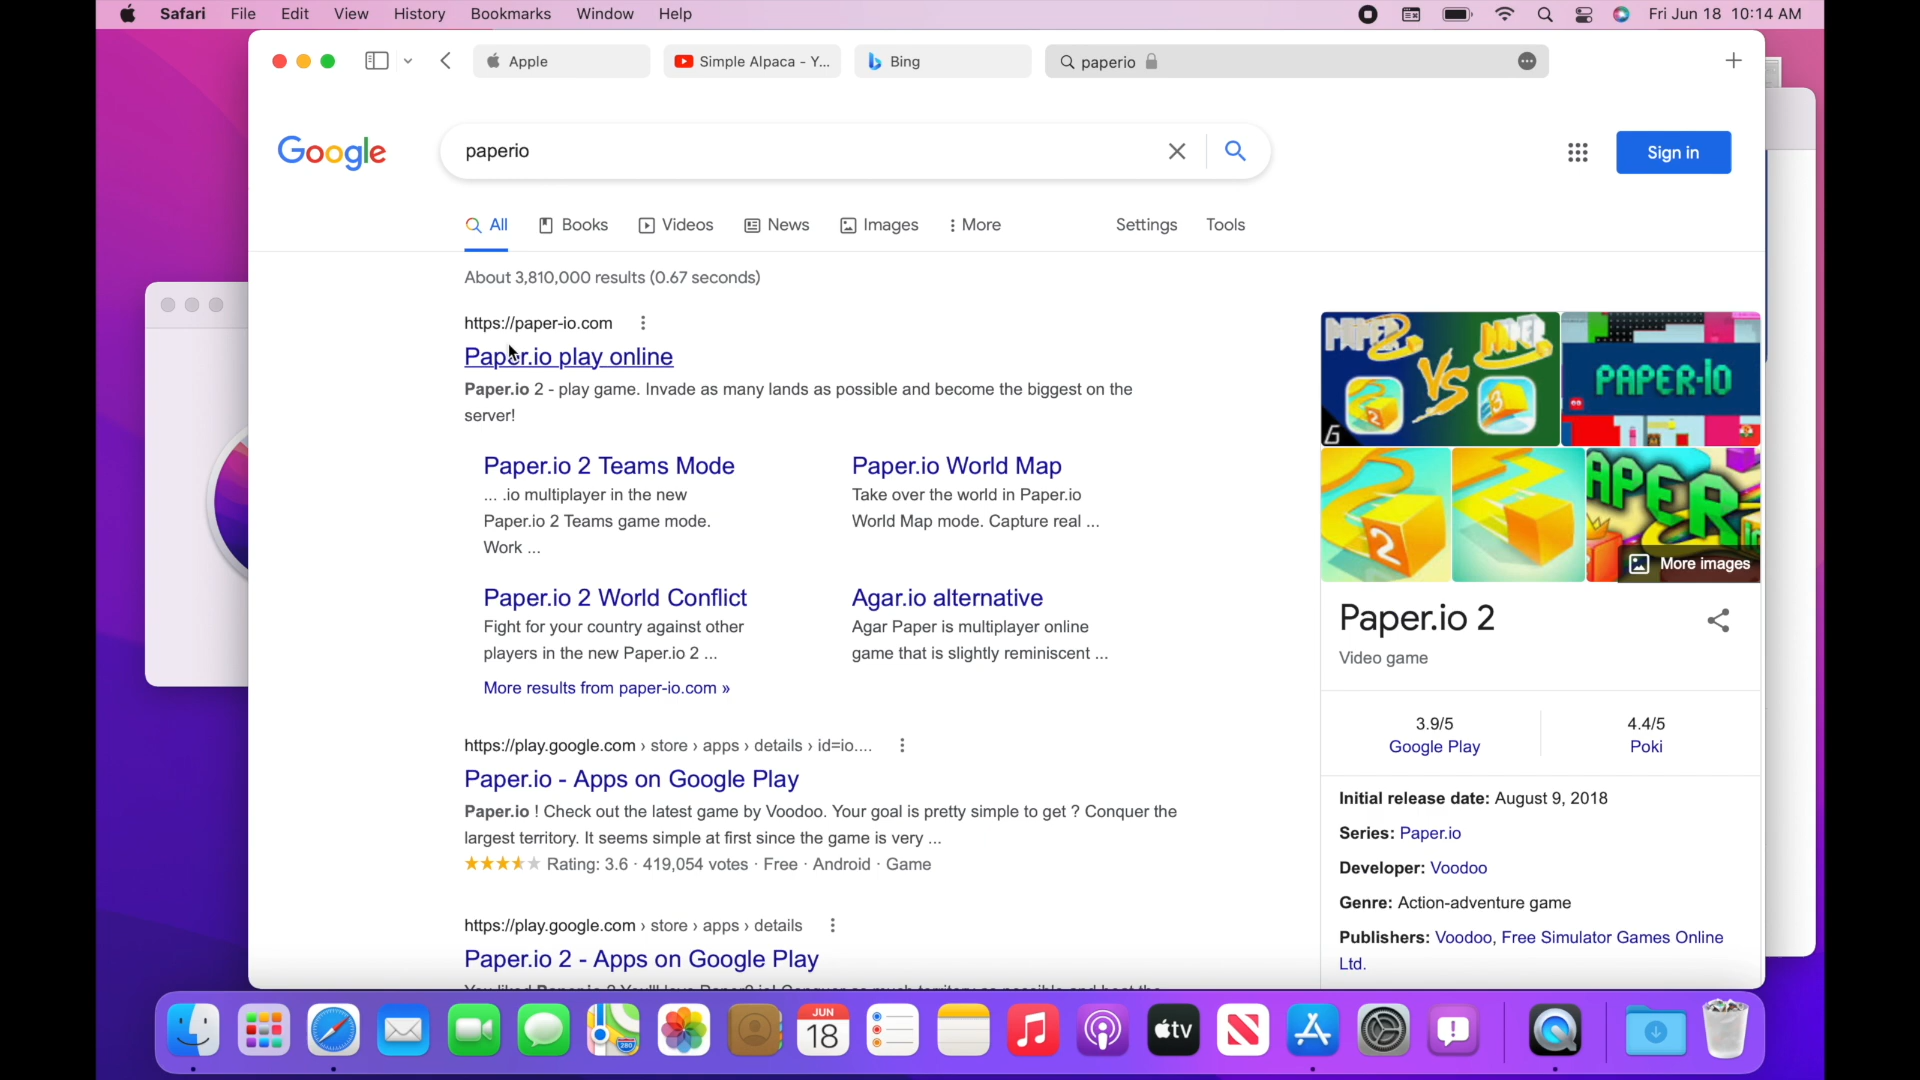 Safari File Edit View History Bookmarks Window Help
Fri Jun 18 10:14 AM
Apple
Simple Alpaca - Y...
Bing
paperio
Google
paperio
Sign in
All Books Videos News Images More
Settings Tools
About 3,810,000 results (0.67 seconds)
https://paper-io.com
Paper.io play online
Paper.io 2 - play game. Invade as many lands as possible and become the biggest on the
server!
Paper.io 2 Teams Mode
... .io multiplayer in the new
Paper.io 2 Teams game mode.
Work ...
Paper.io World Map
Take over the world in Paper.io
World Map mode. Capture real ...
Paper.io 2 World Conflict
Fight for your country against other
players in the new Paper.io 2 ...
Agar.io alternative
Agar Paper is multiplayer online
game that is slightly reminiscent ...
More results from paper-io.com »
https://play.google.com › store › apps › details › id=io....
Paper.io - Apps on Google Play
Paper.io ! Check out the latest game by Voodoo. Your goal is pretty simple to get ? Conquer the
largest territory. It seems simple at first since the game is very ...
Rating: 3.6 · 419,054 votes · Free · Android · Game
https://play.google.com › store › apps › details
Paper.io 2 - Apps on Google Play
VS
2
3
PAPER-IO
2
More images
Paper.io 2
Video game
3.9/5
Google Play
4.4/5
Poki
Initial release date: August 9, 2018
Series: Paper.io
Developer: Voodoo
Genre: Action-adventure game
Publishers: Voodoo, Free Simulator Games Online
Ltd.
JUN
18
280
tv